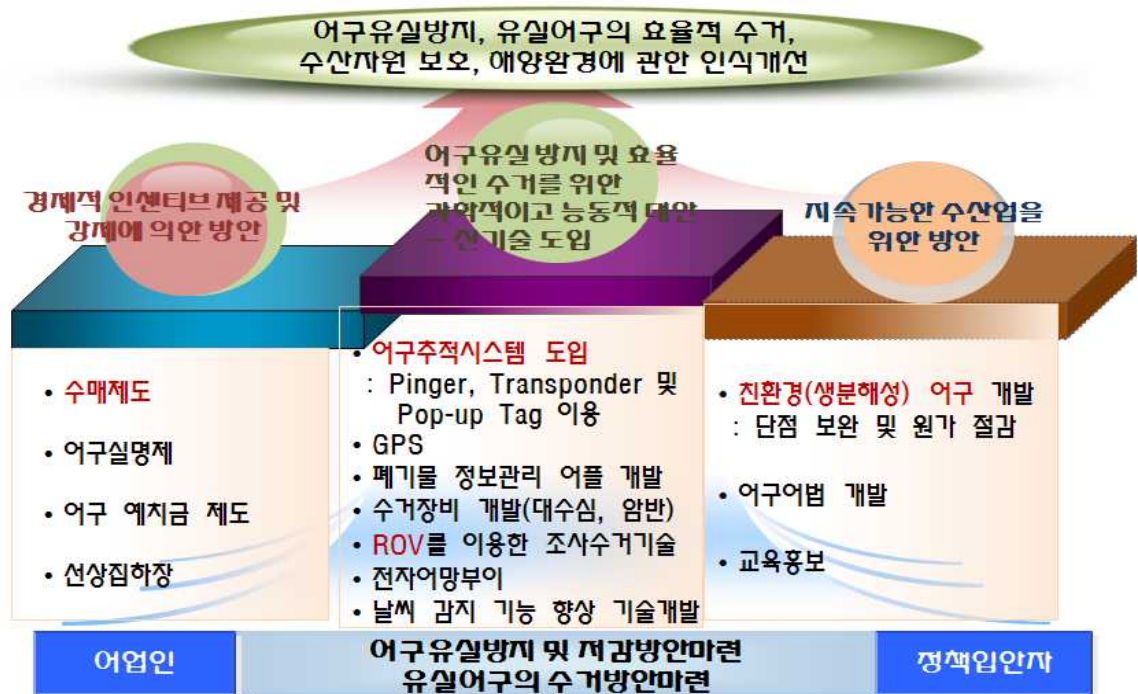 어구유실방지, 유실어구의 효율적 수거,
수산자원 보호, 해양환경에 관한 인식개선
경제적 인센티브 제공 및
강제에 의한 방안
어구유실 방지 및 효율
적인 수거를 위한
과학적이고 능동적 대안
- 신기술 도입
지속가능한 수산업을
위한 방안
• 수매제도
• 어구실명제
• 어구 예치금 제도
• 선상집하장
• 어구추적시스템 도입
: Pinger, Transponder 및
Pop-up Tag 이용
• GPS
• 폐기물 정보관리 어플 개발
• 수거장비 개발(대수심, 암반)
• ROV를 이용한 조사수거기술
• 전자어망부이
• 날씨 감지 기능 향상 기술개발
• 친환경(생분해성) 어구 개발
: 단점 보완 및 원가 절감
• 어구어법 개발
• 교육홍보
어업인
어구유실방지 및 저감방안마련
유실어구의 수거방안마련
정책입안자